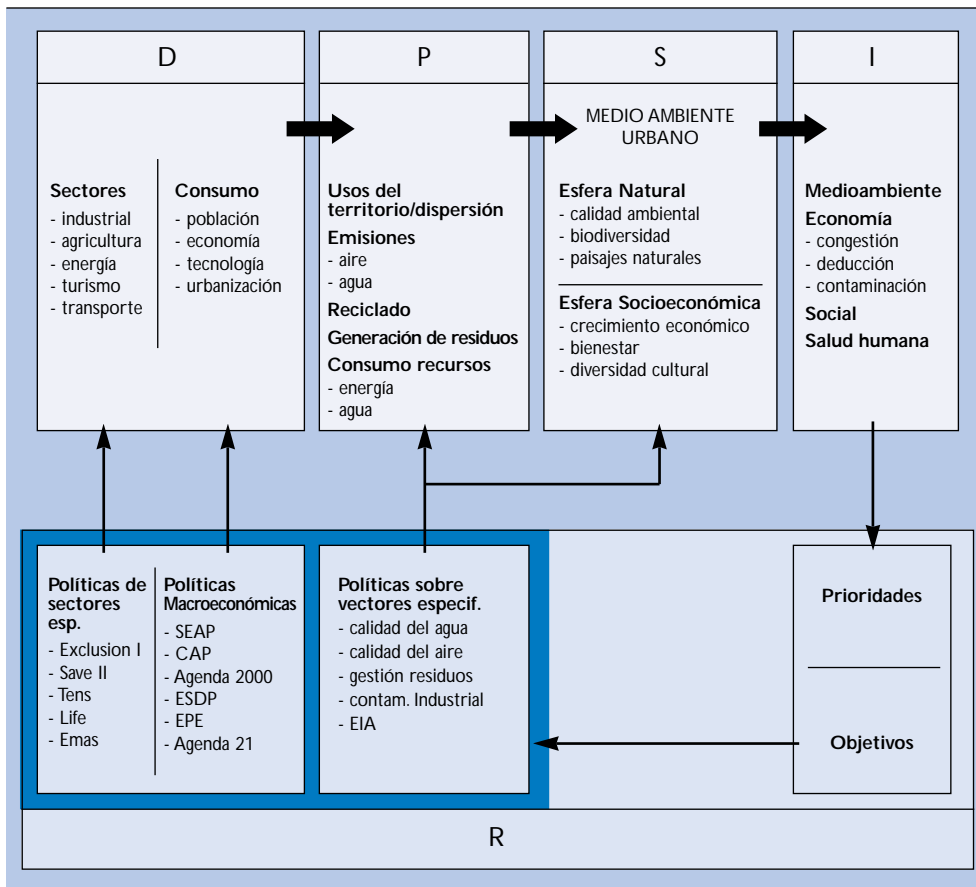 D
Sectores
- industrial
- agricultura
- energía
- turismo
- transporte
Consumo
- población
- economía
- tecnología
- urbanización
P
Usos del
territorio/dispersión
Emisiones
- aire
- agua
Reciclado
Generación de residuos
Consumo recursos
- energía
- agua
S
MEDIO AMBIENTE
URBANO
Esfera Natural
- calidad ambiental
- biodiversidad
- paisajes naturales
Esfera Socioeconómica
- crecimiento económico
- bienestar
- diversidad cultural
I
Medioambiente
Economía
- congestión
- deducción
- contaminación
Social
Salud humana
Políticas de
sectores
esp.
- Exclusion I
- Save II
- Tens
- Life
- Emas
Políticas
Macroeconómicas
- SEAP
- CAP
- Agenda 2000
- ESDP
- EPE
- Agenda 21
Políticas sobre
vectores especif.
- calidad del agua
- calidad del aire
- gestión residuos
- contam. Industrial
- EIA
Prioridades
Objetivos
R